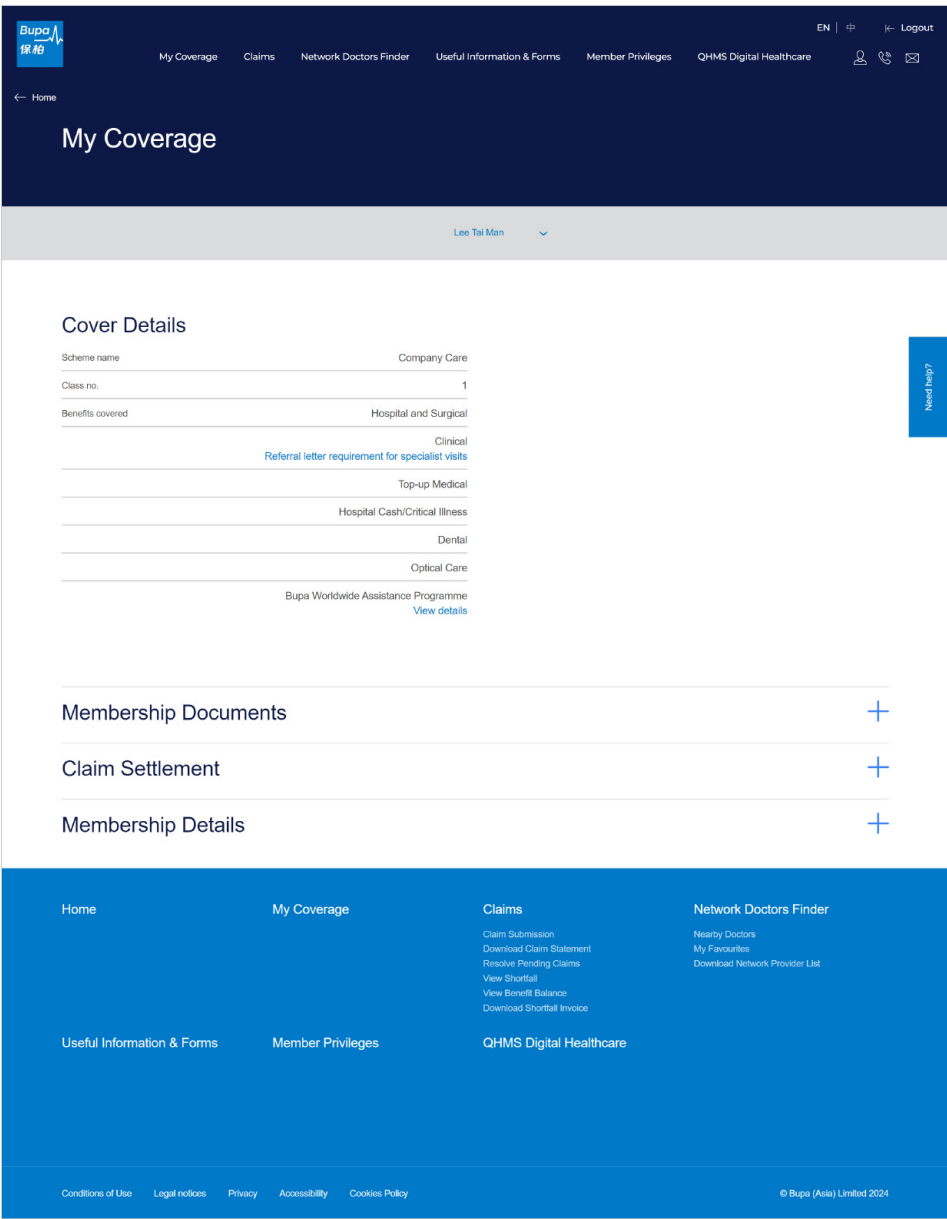 Bupa
保柏
EN | 中 Logout
My Coverage Claims Network Doctors Finder Useful Information & Forms Member Privileges QHMS Digital Healthcare
← Home
My Coverage
Lee Tai Man
Cover Details
Scheme name Company Care
Class no. 1
Benefits covered Hospital and Surgical
Clinical
Referral letter requirement for specialist visits
Top-up Medical
Hospital Cash/Critical Illness
Dental
Optical Care
Bupa Worldwide Assistance Programme
View details
Need help?
Membership Documents
Claim Settlement
Membership Details
Home My Coverage Claims Network Doctors Finder
Claim Submission Nearby Doctors
Download Claim Statement My Favourites
Resolve Pending Claims Download Network Provider List
View Shortfall
View Benefit Balance
Download Shortfall Invoice
Useful Information & Forms Member Privileges QHMS Digital Healthcare
Conditions of Use Legal notices Privacy Accessibility Cookies Policy © Bupa (Asia) Limited 2024